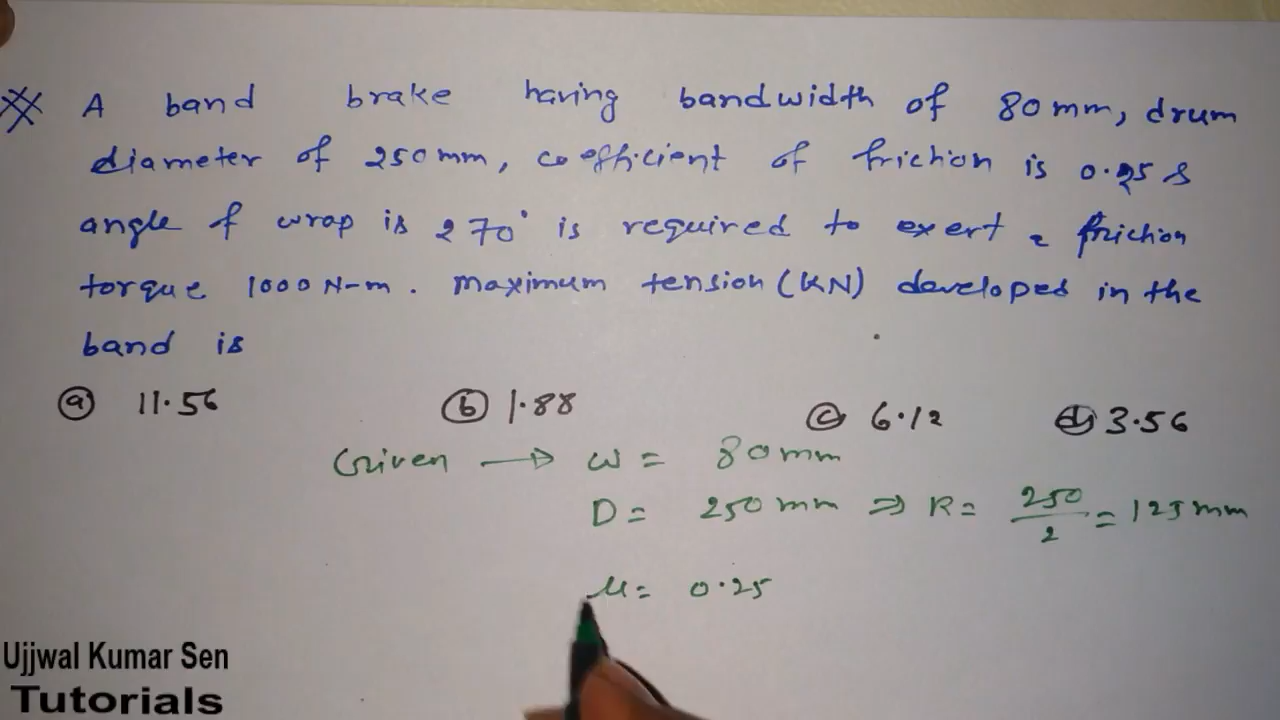 A band brake having bandwidth of 80mm, drum
diameter of 250mm, coefficient of friction is 0.25 &
angle of wrap is 270° is required to exert a friction
torque 1000 N-m. Maximum tension (KN) developed in the
band is
ⓐ 11.56 ⓑ 1.88 ⓒ 6.12 ⓓ 3.56
Given → w = 80mm
D = 250mm ⇒ R = 250/2 = 125mm
μ = 0.25
Ujjwal Kumar Sen
Tutorials